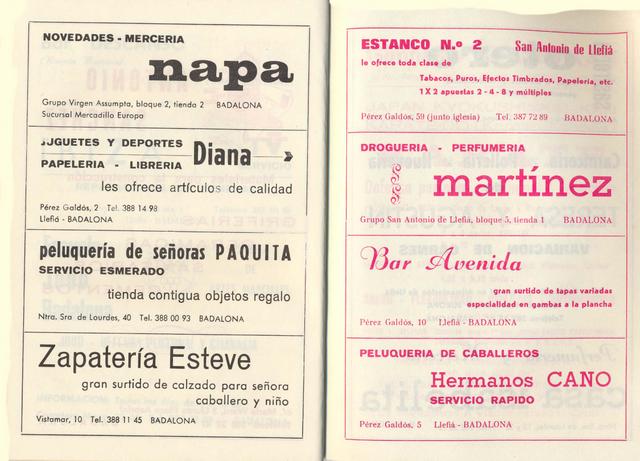 NOVEDADES - MERCERIA
napa
Grupo Virgen Assumpta, bloque 2, tienda 2 BADALONA
Sucursal Mercadillo Europa
JUGUETES Y DEPORTES
PAPELERIA - LIBRERIA
Diana
les ofrece artículos de calidad
Pérez Galdós, 2 Tel. 388 14 98
Llefiá - BADALONA
peluquería de señoras PAQUITA
SERVICIO ESMERADO
tienda contigua objetos regalo
Ntra. Sra de Lourdes, 40 Tel. 388 00 93 BADALONA
Zapatería Esteve
gran surtido de calzado para señora
caballero y niño
Vistamar, 10 Tel. 388 11 45 BADALONA
ESTANCO N.º 2 San Antonio de Llefiá
le ofrece toda clase de
Tabacos, Puros, Efectos Timbrados, Papelería, etc.
1 X 2 apuestas 2 - 4 - 8 y múltiples
Pérez Galdós, 59 (junto iglesia) Tel. 387 72 89 BADALONA
DROGUERIA - PERFUMERIA
martínez
Grupo San Antonio de Llefiá, bloque 5, tienda 1 BADALONA
Bar Avenida
gran surtido de tapas variadas
especialidad en gambas a la plancha
Pérez Galdós, 10 Llefiá - BADALONA
PELUQUERIA DE CABALLEROS
Hermanos CANO
SERVICIO RAPIDO
Pérez Galdós, 5 Llefiá - BADALONA